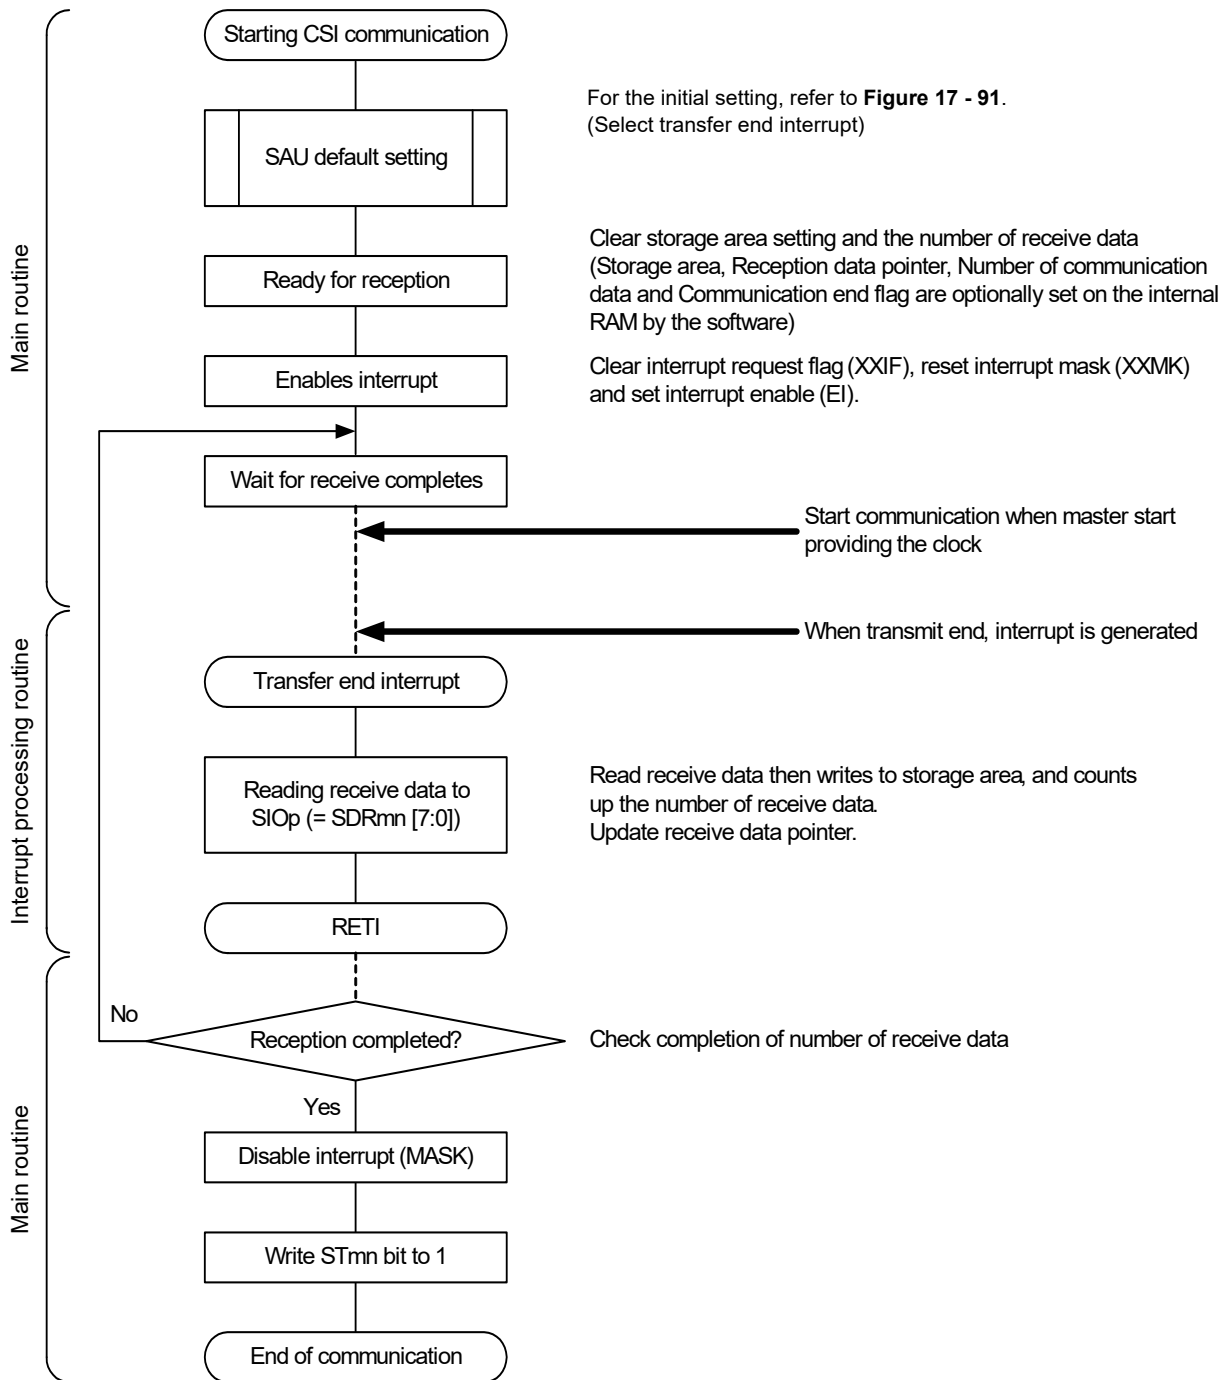 Starting CSI communication
For the initial setting, refer to Figure 17 - 91.
(Select transfer end interrupt)
SAU default setting
Main routine
Clear storage area setting and the number of receive data
(Storage area, Reception data pointer, Number of communication
data and Communication end flag are optionally set on the internal
RAM by the software)
Ready for reception
Enables interrupt
Clear interrupt request flag (XXIF), reset interrupt mask (XXMK)
and set interrupt enable (EI).
Wait for receive completes
Start communication when master start
providing the clock
When transmit end, interrupt is generated
Interrupt processing routine
Transfer end interrupt
Reading receive data to
SIOp (= SDRmn [7:0])
Read receive data then writes to storage area, and counts
up the number of receive data.
Update receive data pointer.
RETI
Main routine
No
Reception completed?
Check completion of number of receive data
Yes
Disable interrupt (MASK)
Write STmn bit to 1
End of communication